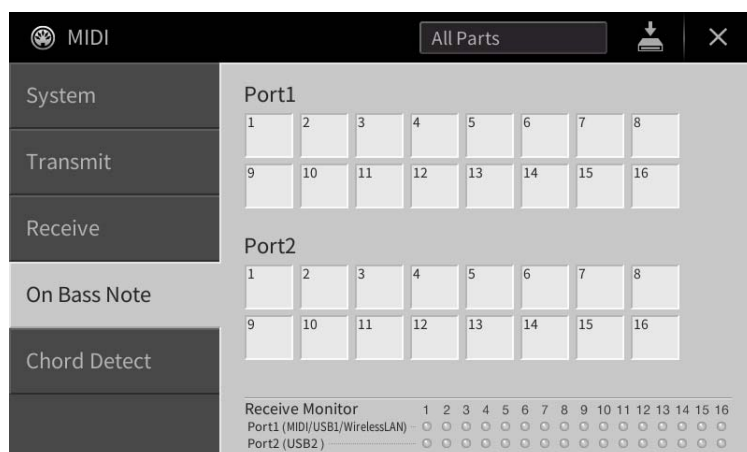 MIDI All Parts
System
Transmit
Receive
On Bass Note
Chord Detect
Port1
1 2 3 4 5 6 7 8
9 10 11 12 13 14 15 16
Port2
1 2 3 4 5 6 7 8
9 10 11 12 13 14 15 16
Receive Monitor 1 2 3 4 5 6 7 8 9 10 11 12 13 14 15 16
Port1 (MIDI/USB1/WirelessLAN)
Port2 (USB2 )